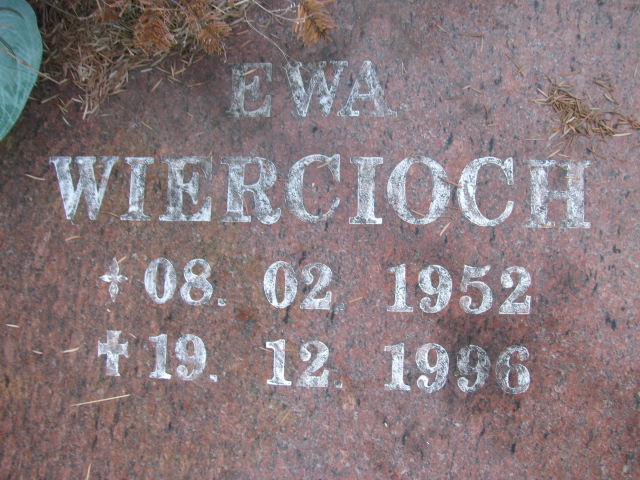 EWA
WIERCIOCH
08. 02. 1952
19. 12. 1996